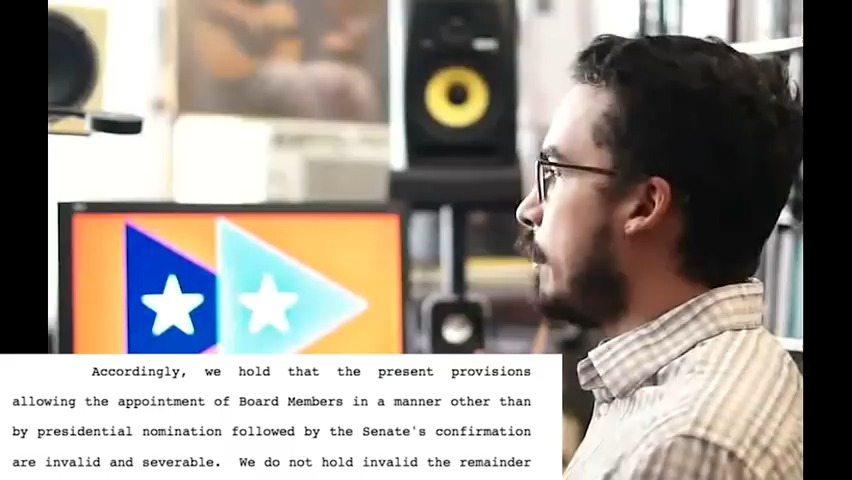 Accordingly, we hold that the present provisions
allowing the appointment of Board Members in a manner other than
by presidential nomination followed by the Senate's confirmation
are invalid and severable. We do not hold invalid the remainder